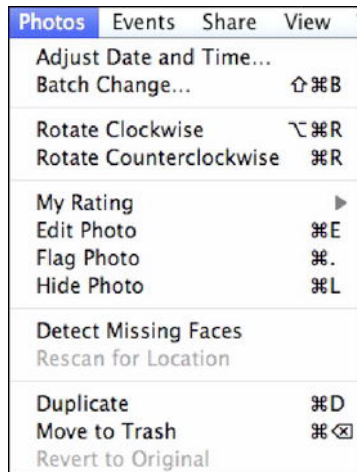 Photos Events Share View
Adjust Date and Time...
Batch Change... ⇧⌘B
Rotate Clockwise ⌥⌘R
Rotate Counterclockwise ⌘R
My Rating ▶
Edit Photo ⌘E
Flag Photo ⌘.
Hide Photo ⌘L
Detect Missing Faces
Rescan for Location
Duplicate ⌘D
Move to Trash ⌘⌫
Revert to Original